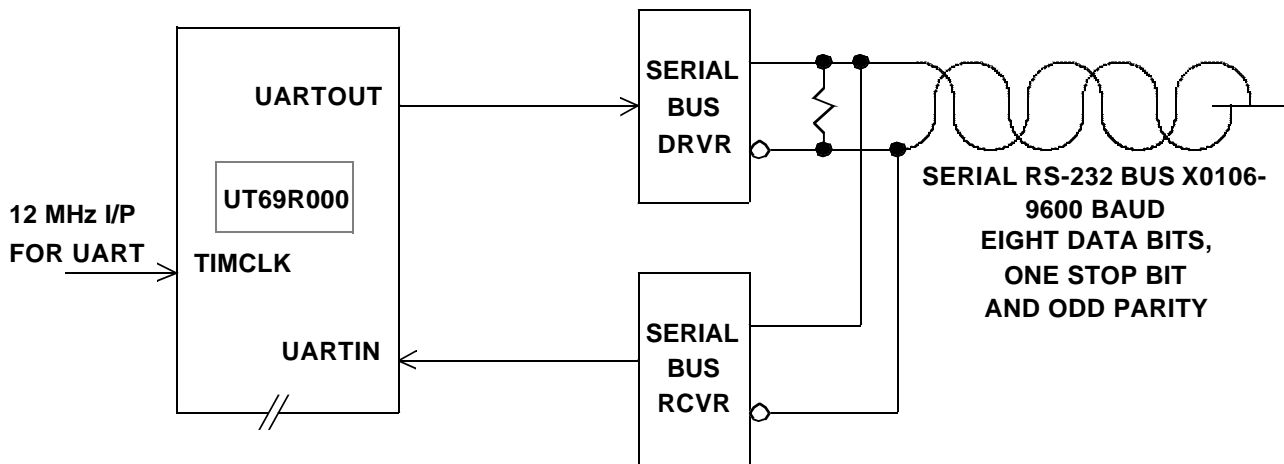 UARTOUT
UT69R000
12 MHz I/P
FOR UART
TIMCLK
UARTIN
SERIAL
BUS
DRVR
SERIAL
BUS
RCVR
SERIAL RS-232 BUS X0106-
9600 BAUD
EIGHT DATA BITS,
ONE STOP BIT
AND ODD PARITY